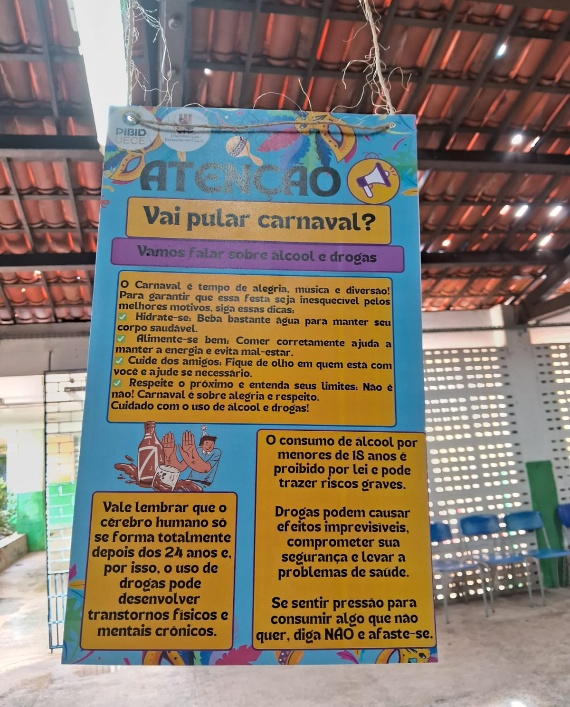 PIBID
UECE
ATENÇÃO
Vai pular carnaval?
Vamos falar sobre álcool e drogas
O Carnaval é tempo de alegria, música e diversão!
Para garantir que essa festa seja inesquecível pelos
melhores motivos, siga essas dicas:
✅ Hidrate-se: Beba bastante água para manter seu
corpo saudável.
✅ Alimente-se bem: Comer corretamente ajuda a
manter a energia e evita mal-estar.
✅ Cuide dos amigos: Fique de olho em quem está com
você e ajude se necessário.
✅ Respeite o próximo e entenda seus limites: Não é
não! Carnaval é sobre alegria e respeito.
Cuidado com o uso de álcool e drogas!
Vale lembrar que o
cérebro humano só
se forma totalmente
depois dos 24 anos e,
por isso, o uso de
drogas pode
desenvolver
transtornos físicos e
mentais crônicos.
O consumo de álcool por
menores de 18 anos é
proibido por lei e pode
trazer riscos graves.
Drogas podem causar
efeitos imprevisíveis,
comprometer sua
segurança e levar a
problemas de saúde.
Se sentir pressão para
consumir algo que não
quer, diga NÃO e afaste-se.